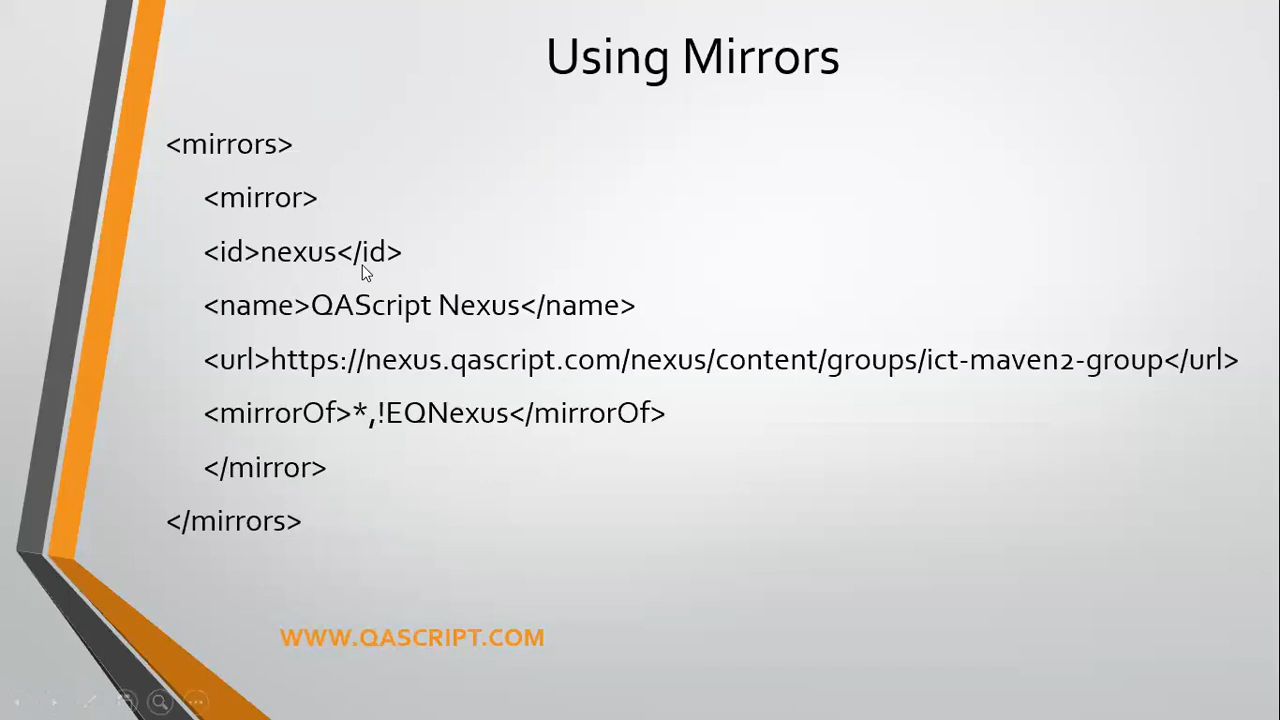 Using Mirrors
<mirrors>
<mirror>
<id>nexus</id>
<name>QAScript Nexus</name>
<url>https://nexus.qascript.com/nexus/content/groups/ict-maven2-group</url>
<mirrorOf>*,!EQNexus</mirrorOf>
</mirror>
</mirrors>
WWW.QASCRIPT.COM